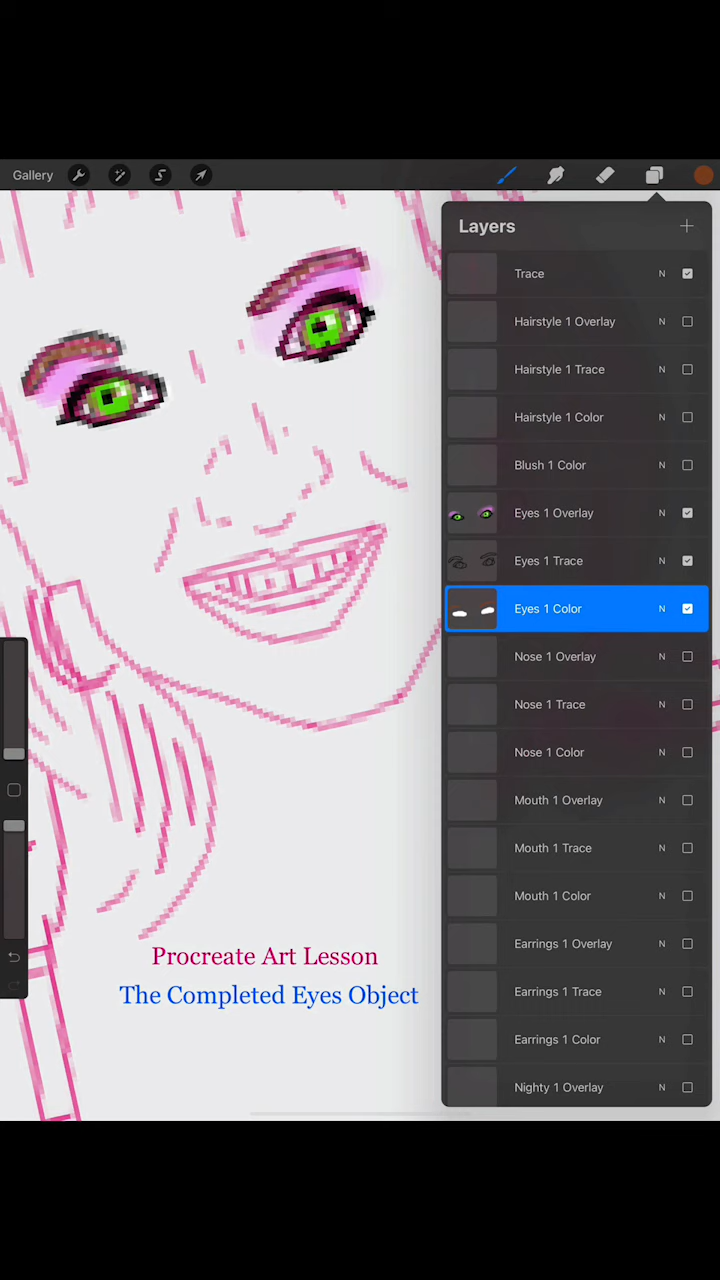 Gallery
Layers
Trace N
Hairstyle 1 Overlay N
Hairstyle 1 Trace N
Hairstyle 1 Color N
Blush 1 Color N
Eyes 1 Overlay N
Eyes 1 Trace N
Eyes 1 Color N
Nose 1 Overlay N
Nose 1 Trace N
Nose 1 Color N
Mouth 1 Overlay N
Mouth 1 Trace N
Mouth 1 Color N
Earrings 1 Overlay N
Earrings 1 Trace N
Earrings 1 Color N
Nighty 1 Overlay N
Procreate Art Lesson
The Completed Eyes Object